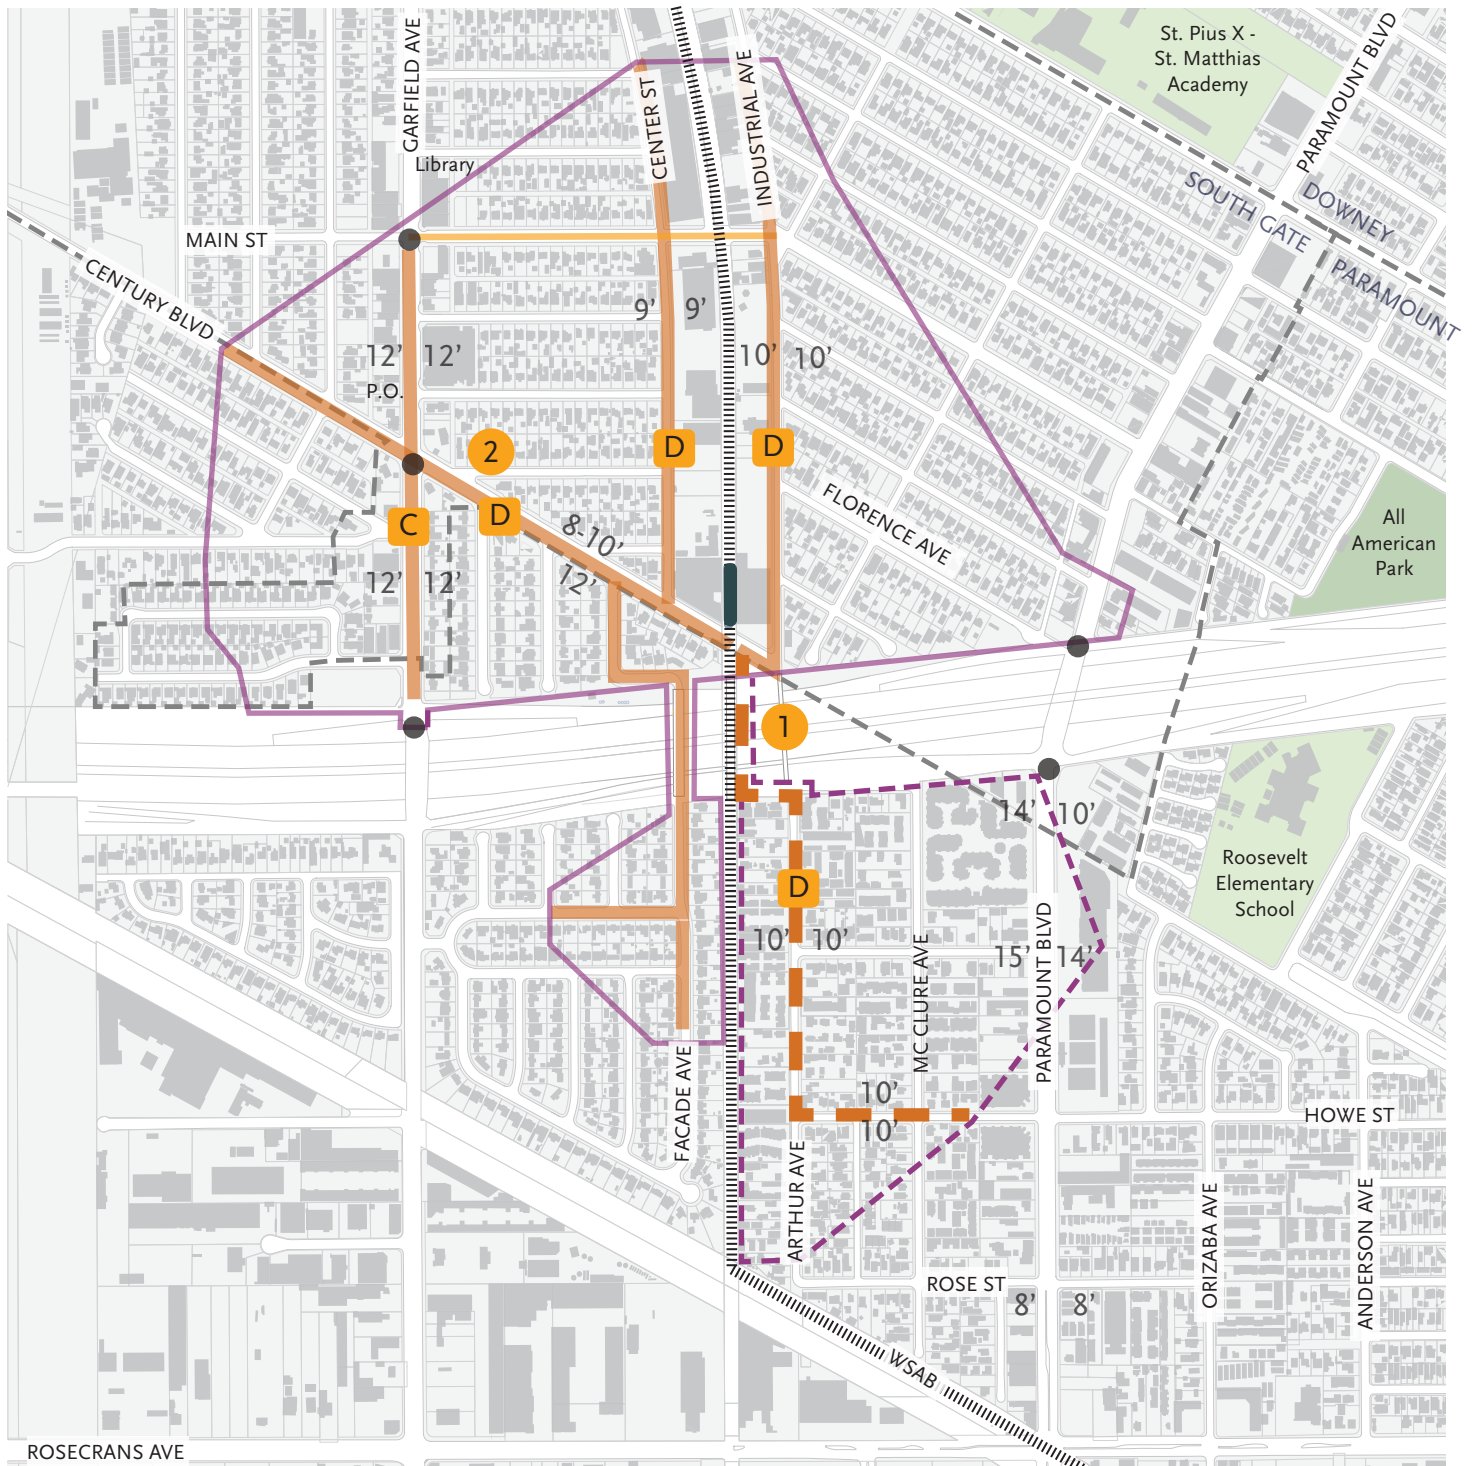 St. Pius X -
St. Matthias
Academy
PARAMOUNT BLVD
GARFIELD AVE
CENTER ST
INDUSTRIAL AVE
Library
SOUTH GATE
DOWNEY
PARAMOUNT
MAIN ST
CENTURY BLVD
9’
9’
12’
12’
10’
10’
P.O.
2
D
D
C
D
8-10’
12’
FLORENCE AVE
All
American
Park
12’
12’
1
14’
10’
D
Roosevelt
Elementary
School
10’
10’
MC CLURE AVE
15’
14’
PARAMOUNT BLVD
FACADE AVE
10’
10’
HOWE ST
ARTHUR AVE
ORIZABA AVE
ANDERSON AVE
ROSE ST
8’
8’
WSAB
ROSECRANS AVE